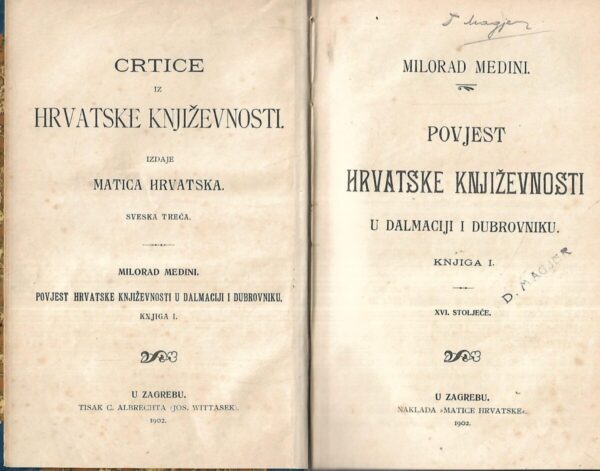 CRTICE
IZ
HRVATSKE KNJIŽEVNOSTI.
IZDAJE
MATICA HRVATSKA.
SVESKA TREĆA.
MILORAD MEDINI.
POVJEST HRVATSKE KNJIŽEVNOSTI U DALMACIJI I DUBROVNIKU.
KNJIGA I.
U ZAGREBU.
TISAK C. ALBRECHTA (JOS. WITTASEK).
1902.
D Magjer
MILORAD MEDINI.
POVJEST
HRVATSKE KNJIŽEVNOSTI
U DALMACIJI I DUBROVNIKU.
KNJIGA I.
D. MAGJER
XVI. STOLJEĆE.
U ZAGREBU.
NAKLADA »MATICE HRVATSKE«.
1902.